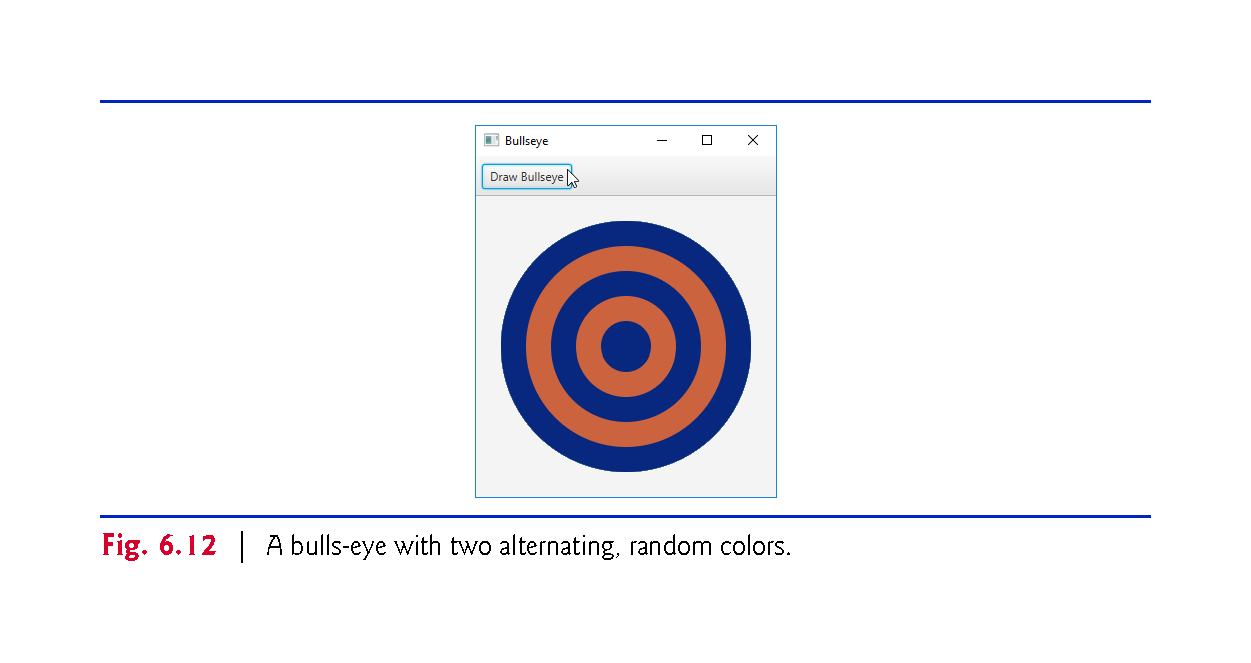 Bullseye
Draw Bullseye
Fig. 6.12 | A bulls-eye with two alternating, random colors.